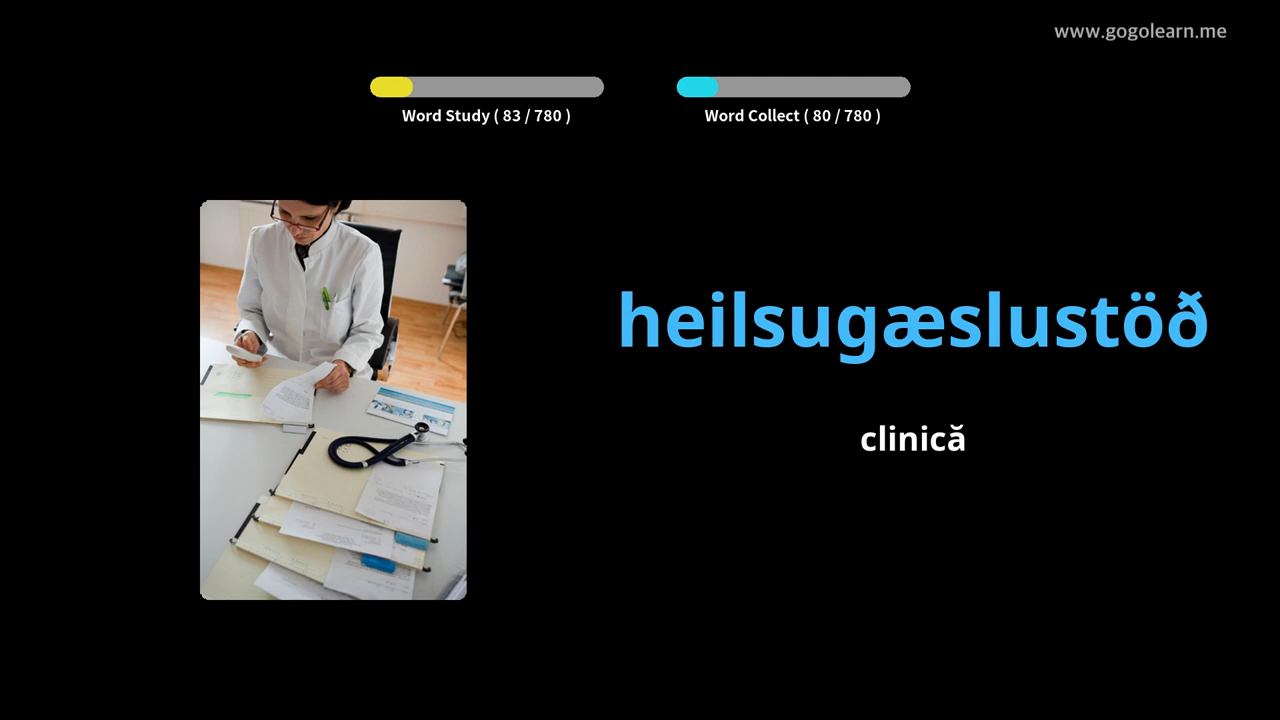 www.gogolearn.me
Word Study ( 83 / 780 )
Word Collect ( 80 / 780 )
heilsugæslustöð
clinică